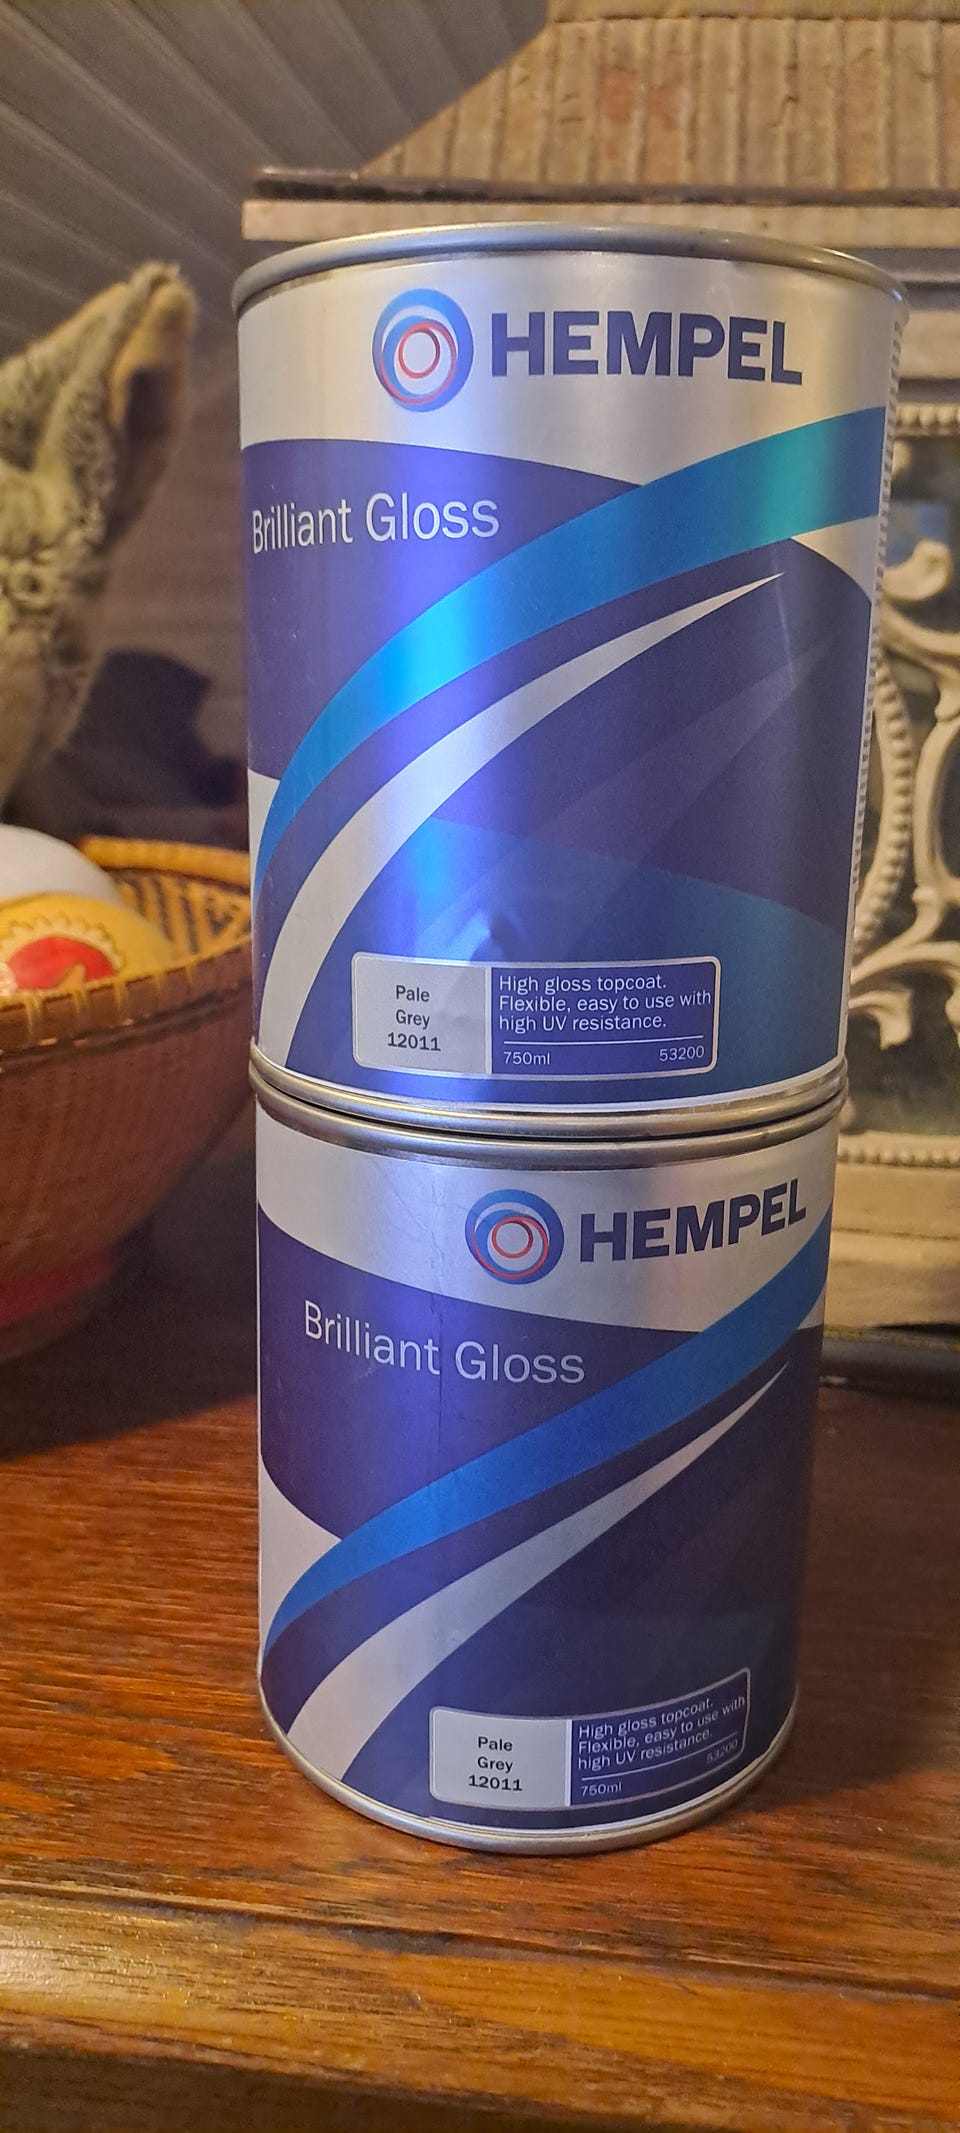 HEMPEL
Brilliant Gloss
Pale
Grey
12011
High gloss topcoat.
Flexible, easy to use with
high UV resistance.
750ml 53200
HEMPEL
Brilliant Gloss
Pale
Grey
12011
High gloss topcoat.
Flexible, easy to use with
high UV resistance.
750ml 53200